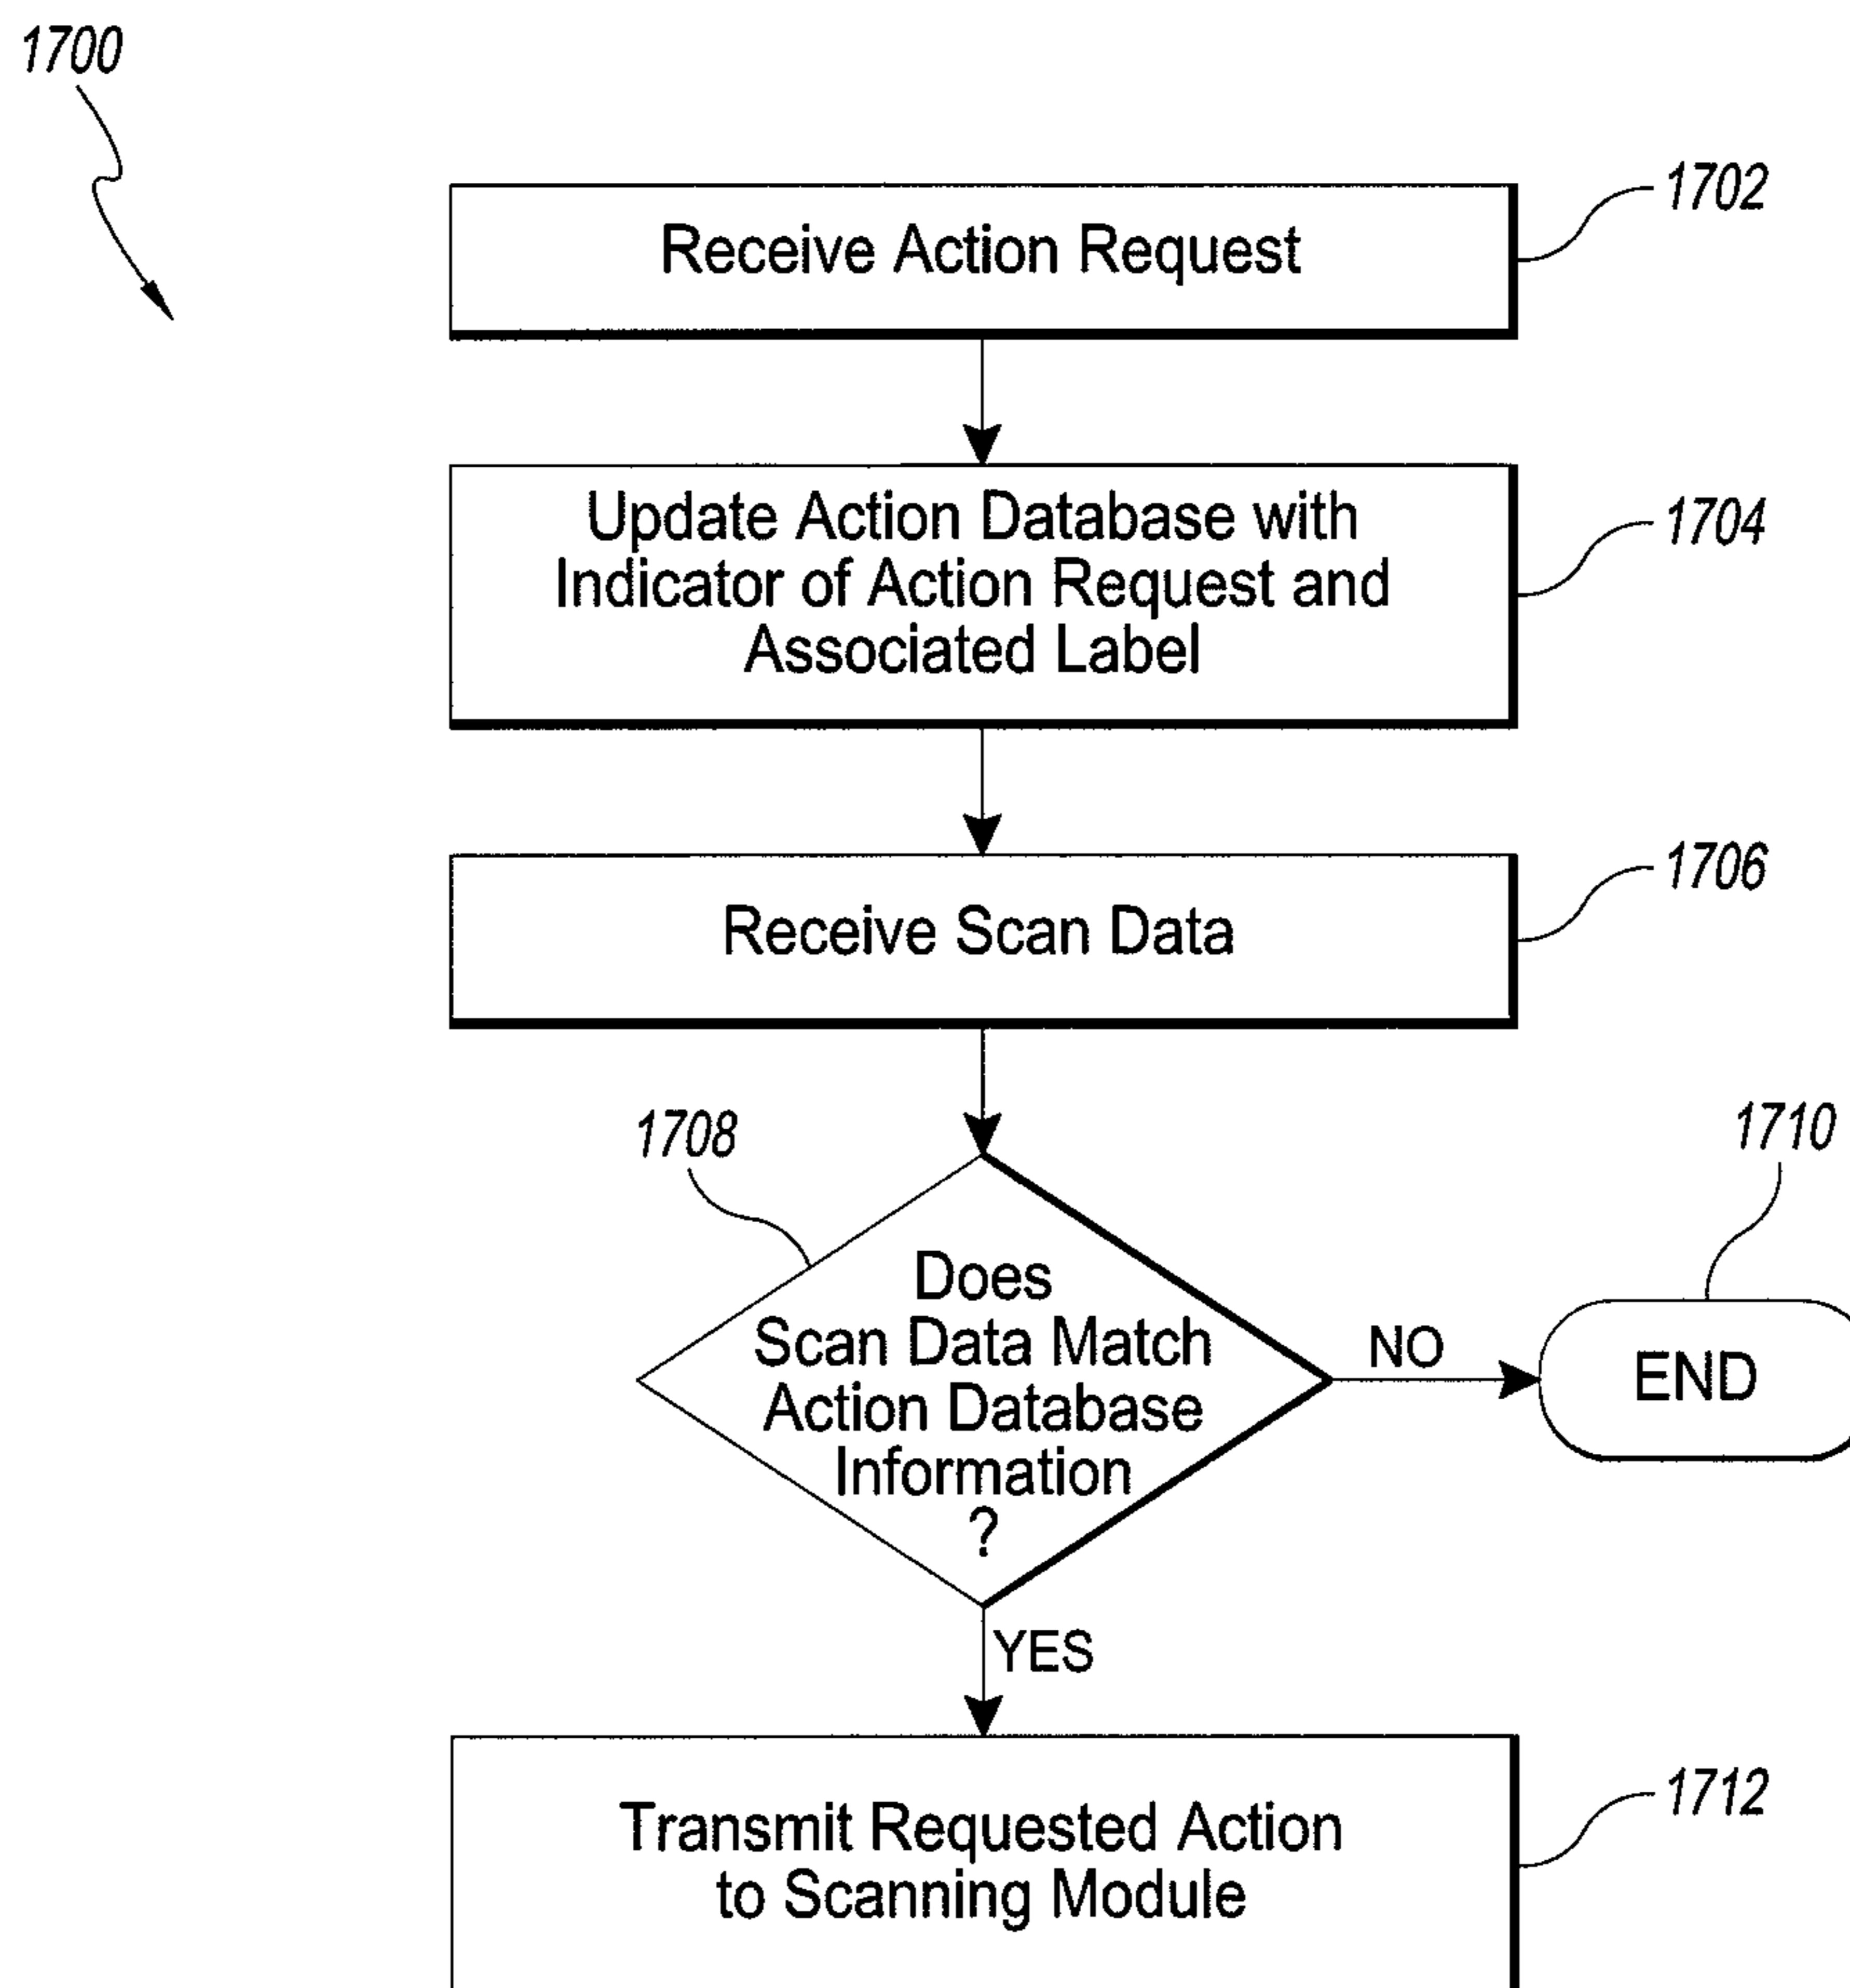 1700
Receive Action Request
1702
Update Action Database with
Indicator of Action Request and
Associated Label
1704
Receive Scan Data
1706
1708
Does
Scan Data Match
Action Database
Information
?
NO
1710
END
YES
Transmit Requested Action
to Scanning Module
1712